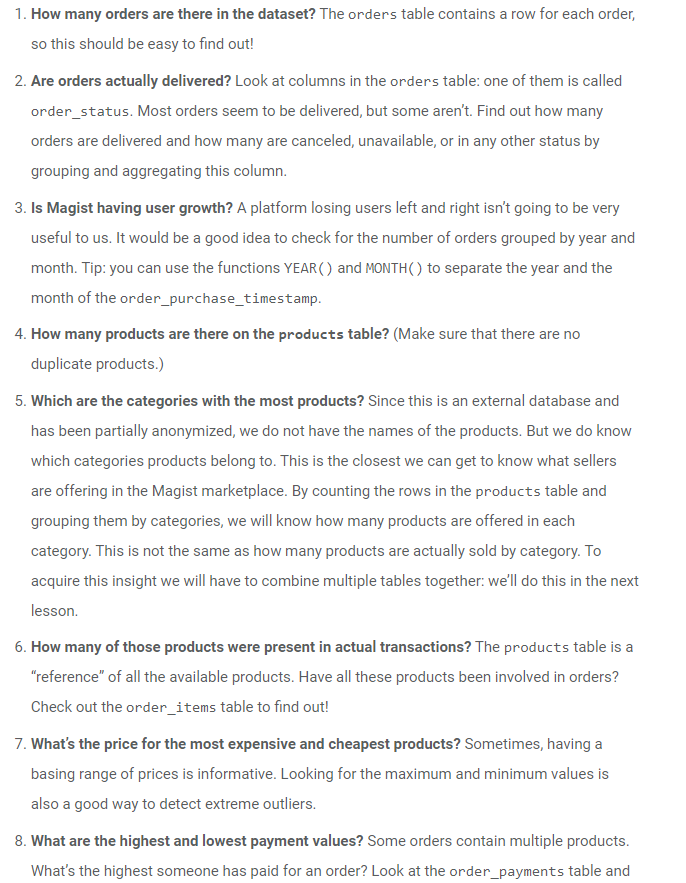 1. How many orders are there in the dataset? The orders table contains a row for each order,
so this should be easy to find out!
2. Are orders actually delivered? Look at columns in the orders table: one of them is called
order_status. Most orders seem to be delivered, but some aren’t. Find out how many
orders are delivered and how many are canceled, unavailable, or in any other status by
grouping and aggregating this column.
3. Is Magist having user growth? A platform losing users left and right isn’t going to be very
useful to us. It would be a good idea to check for the number of orders grouped by year and
month. Tip: you can use the functions YEAR() and MONTH() to separate the year and the
month of the order_purchase_timestamp.
4. How many products are there on the products table? (Make sure that there are no
duplicate products.)
5. Which are the categories with the most products? Since this is an external database and
has been partially anonymized, we do not have the names of the products. But we do know
which categories products belong to. This is the closest we can get to know what sellers
are offering in the Magist marketplace. By counting the rows in the products table and
grouping them by categories, we will know how many products are offered in each
category. This is not the same as how many products are actually sold by category. To
acquire this insight we will have to combine multiple tables together: we’ll do this in the next
lesson.
6. How many of those products were present in actual transactions? The products table is a
“reference” of all the available products. Have all these products been involved in orders?
Check out the order_items table to find out!
7. What’s the price for the most expensive and cheapest products? Sometimes, having a
basing range of prices is informative. Looking for the maximum and minimum values is
also a good way to detect extreme outliers.
8. What are the highest and lowest payment values? Some orders contain multiple products.
What’s the highest someone has paid for an order? Look at the order_payments table and